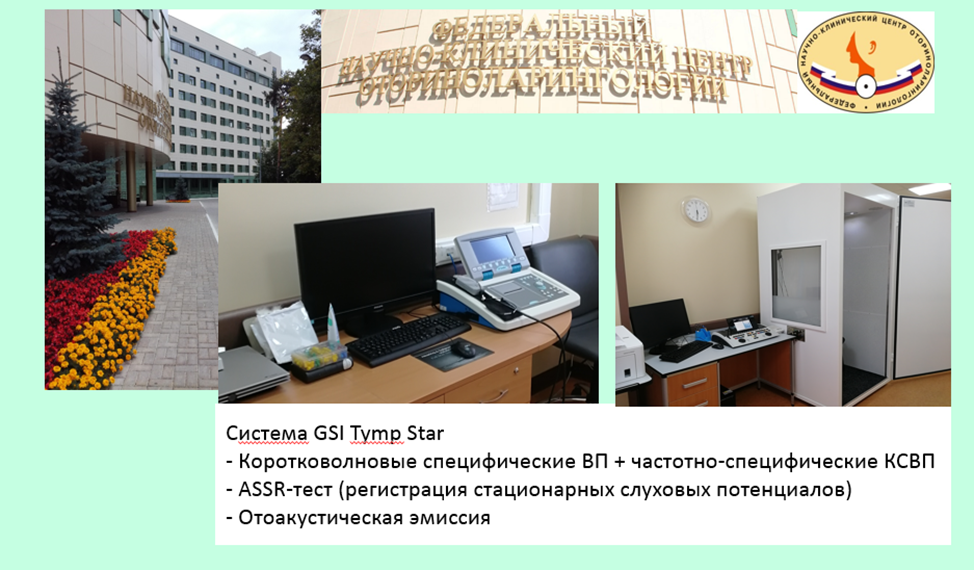 ФЕДЕРАЛЬНЫЙ
НАУЧНО-КЛИНИЧЕСКИЙ ЦЕНТР
ОТОРИНОЛАРИНГОЛОГИИ
ФЕДЕРАЛЬНЫЙ НАУЧНО-КЛИНИЧЕСКИЙ ЦЕНТР ОТОРИНОЛАРИНГОЛОГИИ
Система GSI Tymp Star
- Коротковолновые специфические ВП + частотно-специфические КСВП
- ASSR-тест (регистрация стационарных слуховых потенциалов)
- Отоакустическая эмиссия